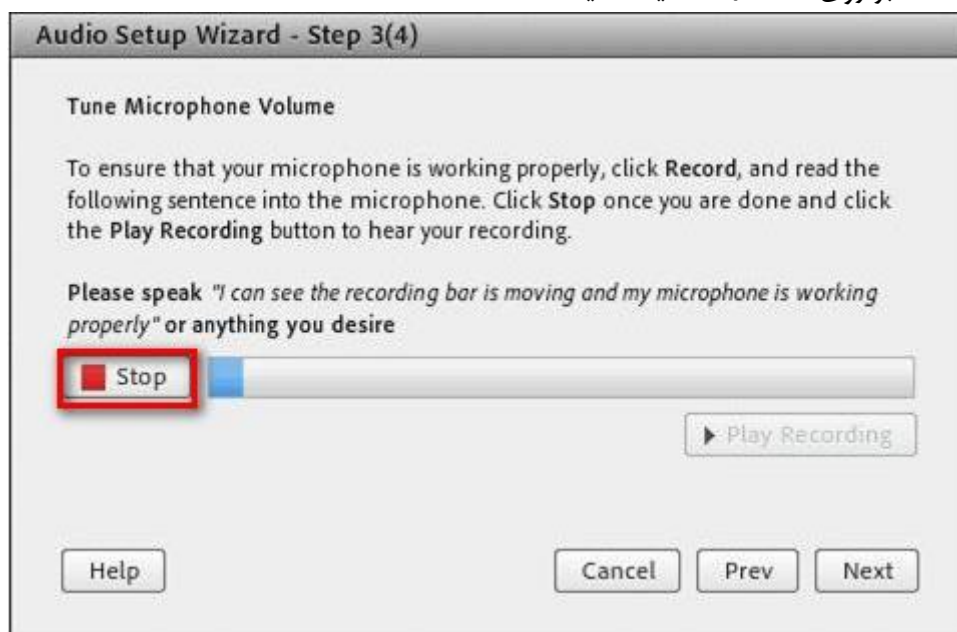 Audio Setup Wizard - Step 3(4)
Tune Microphone Volume
To ensure that your microphone is working properly, click Record, and read the
following sentence into the microphone. Click Stop once you are done and click
the Play Recording button to hear your recording.
Please speak "I can see the recording bar is moving and my microphone is working
properly" or anything you desire
Stop
Play Recording
Help
Cancel
Prev
Next